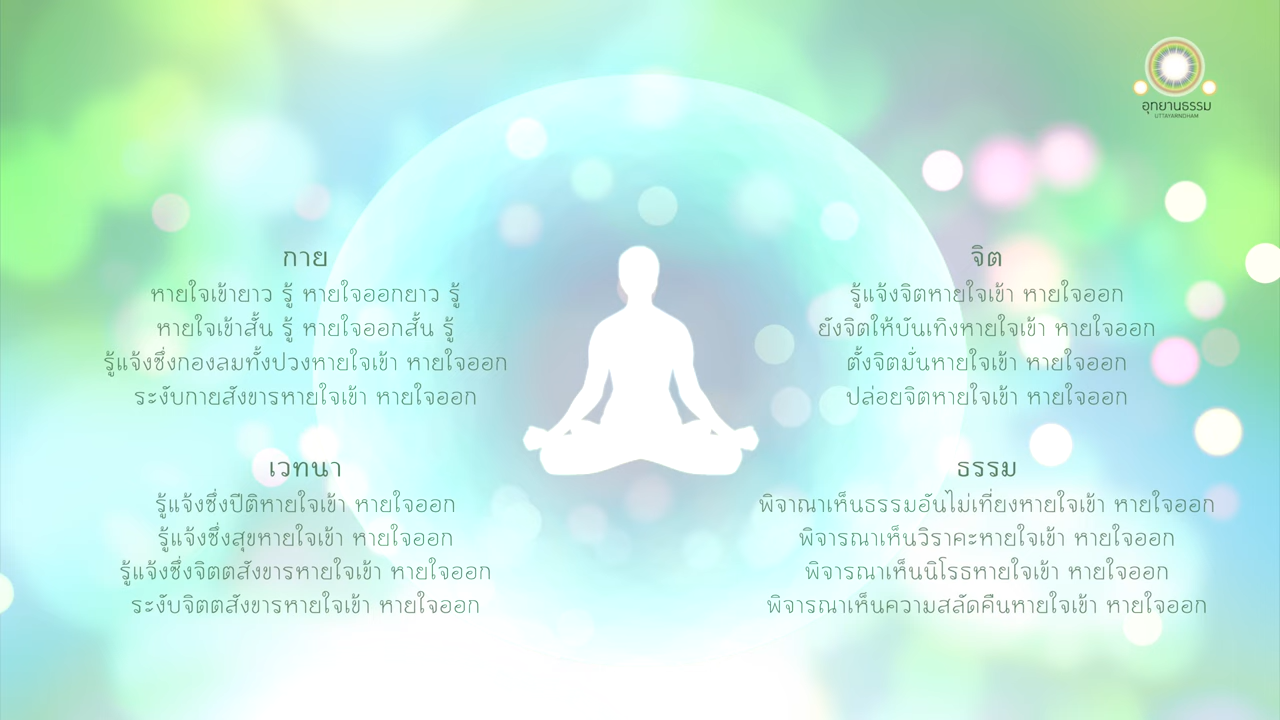 อุทยานธรรม
UTTAYARNDHAM
กาย
หายใจเข้ายาว รู้ หายใจออกยาว รู้
หายใจเข้าสั้น รู้ หายใจออกสั้น รู้
รู้แจ้งซึ่งกองลมทั้งปวงหายใจเข้า หายใจออก
ระงับกายสังขารหายใจเข้า หายใจออก
เวทนา
รู้แจ้งซึ่งปีติหายใจเข้า หายใจออก
รู้แจ้งซึ่งสุขหายใจเข้า หายใจออก
รู้แจ้งซึ่งจิตตสังขารหายใจเข้า หายใจออก
ระงับจิตตสังขารหายใจเข้า หายใจออก
จิต
รู้แจ้งจิตหายใจเข้า หายใจออก
ยังจิตให้บันเทิงหายใจเข้า หายใจออก
ตั้งจิตมั่นหายใจเข้า หายใจออก
ปล่อยจิตหายใจเข้า หายใจออก
ธรรม
พิจาณาเห็นธรรมอันไม่เที่ยงหายใจเข้า หายใจออก
พิจารณาเห็นวิราคะหายใจเข้า หายใจออก
พิจารณาเห็นนิโรธหายใจเข้า หายใจออก
พิจารณาเห็นความสลัดคืนหายใจเข้า หายใจออก